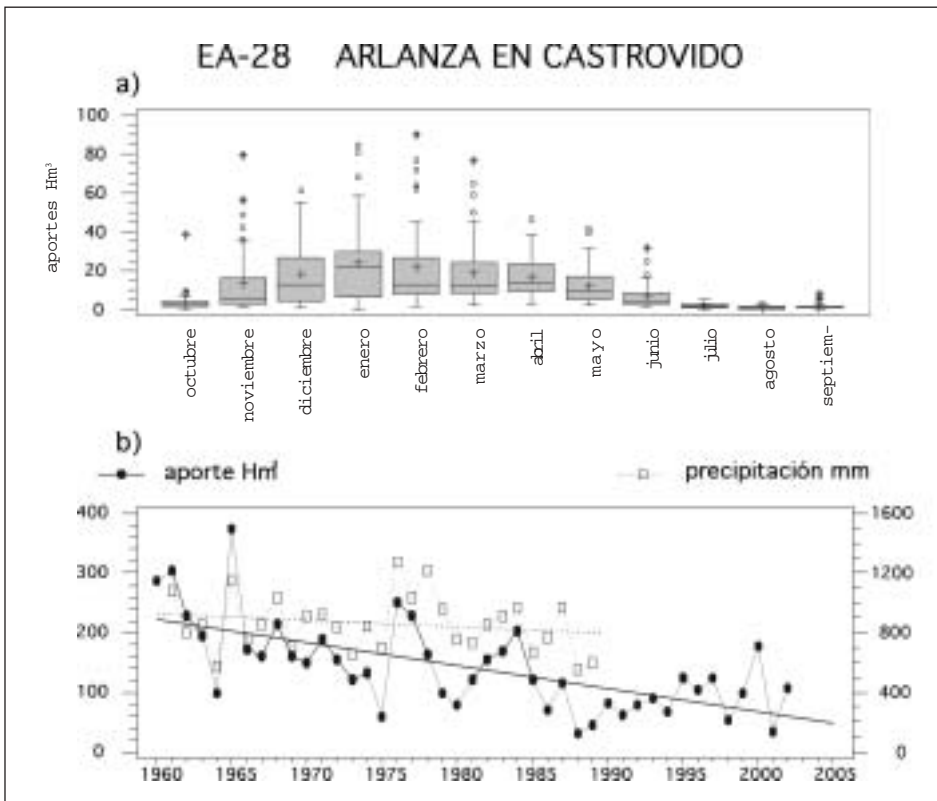 EA-28 ARLANZA EN CASTROVIDO
a)
100
80
60
40
20
0
aportes Hm³
octubre
noviembre
diciembre
enero
febrero
marzo
abril
mayo
junio
julio
agosto
septiem-
b)
aporte Hm³ precipitación mm
400 1600
300 1200
200 800
100 400
0 0
1960 1965 1970 1975 1980 1985 1990 1995 2000 2005